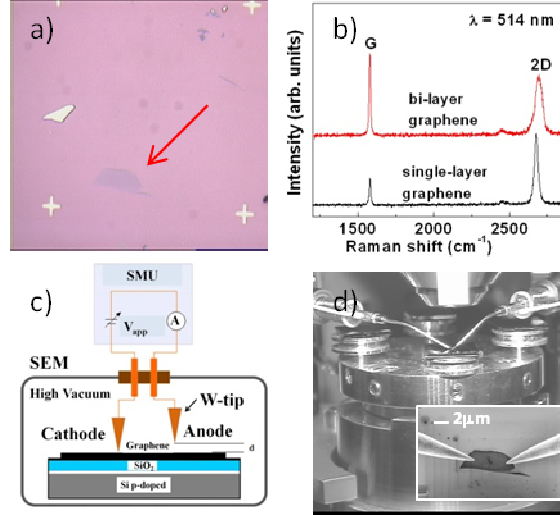 a)
b)
λ = 514 nm
G
2D
bi-layer
graphene
single-layer
graphene
Intensity (arb. units)
1500
2000
2500
Raman shift (cm⁻¹)
c)
SMU
A
Vapp
SEM
High Vacuum
W-tip
Cathode
Anode
Graphene
d
SiO₂
Si p-doped
d)
2μm